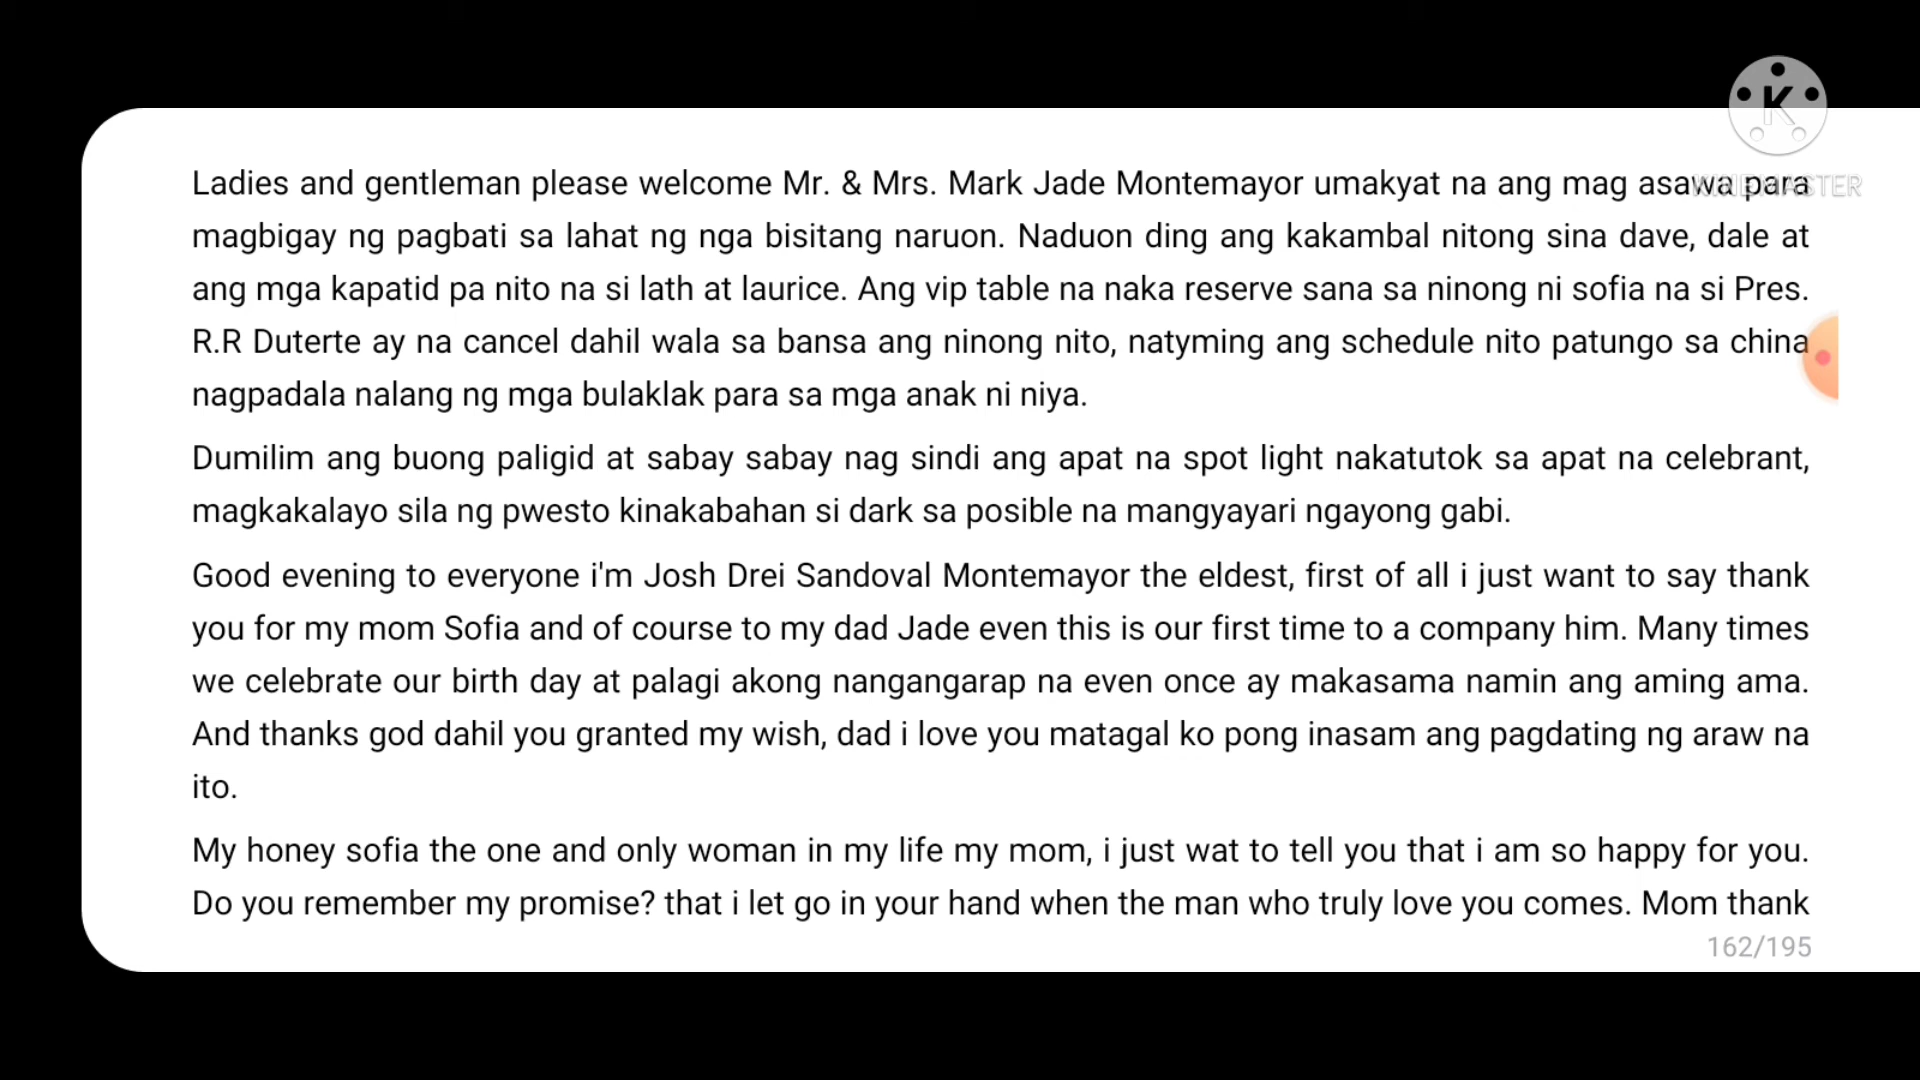 K
KINEMASTER
Ladies and gentleman please welcome Mr. & Mrs. Mark Jade Montemayor umakyat na ang mag asawa para
magbigay ng pagbati sa lahat ng nga bisitang naruon. Naduon ding ang kakambal nitong sina dave, dale at
ang mga kapatid pa nito na si lath at laurice. Ang vip table na naka reserve sana sa ninong ni sofia na si Pres.
R.R Duterte ay na cancel dahil wala sa bansa ang ninong nito, natyming ang schedule nito patungo sa china
nagpadala nalang ng mga bulaklak para sa mga anak ni niya.
Dumilim ang buong paligid at sabay sabay nag sindi ang apat na spot light nakatutok sa apat na celebrant,
magkakalayo sila ng pwesto kinakabahan si dark sa posible na mangyayari ngayong gabi.
Good evening to everyone i'm Josh Drei Sandoval Montemayor the eldest, first of all i just want to say thank
you for my mom Sofia and of course to my dad Jade even this is our first time to a company him. Many times
we celebrate our birth day at palagi akong nangangarap na even once ay makasama namin ang aming ama.
And thanks god dahil you granted my wish, dad i love you matagal ko pong inasam ang pagdating ng araw na
ito.
My honey sofia the one and only woman in my life my mom, i just wat to tell you that i am so happy for you.
Do you remember my promise? that i let go in your hand when the man who truly love you comes. Mom thank
162/195